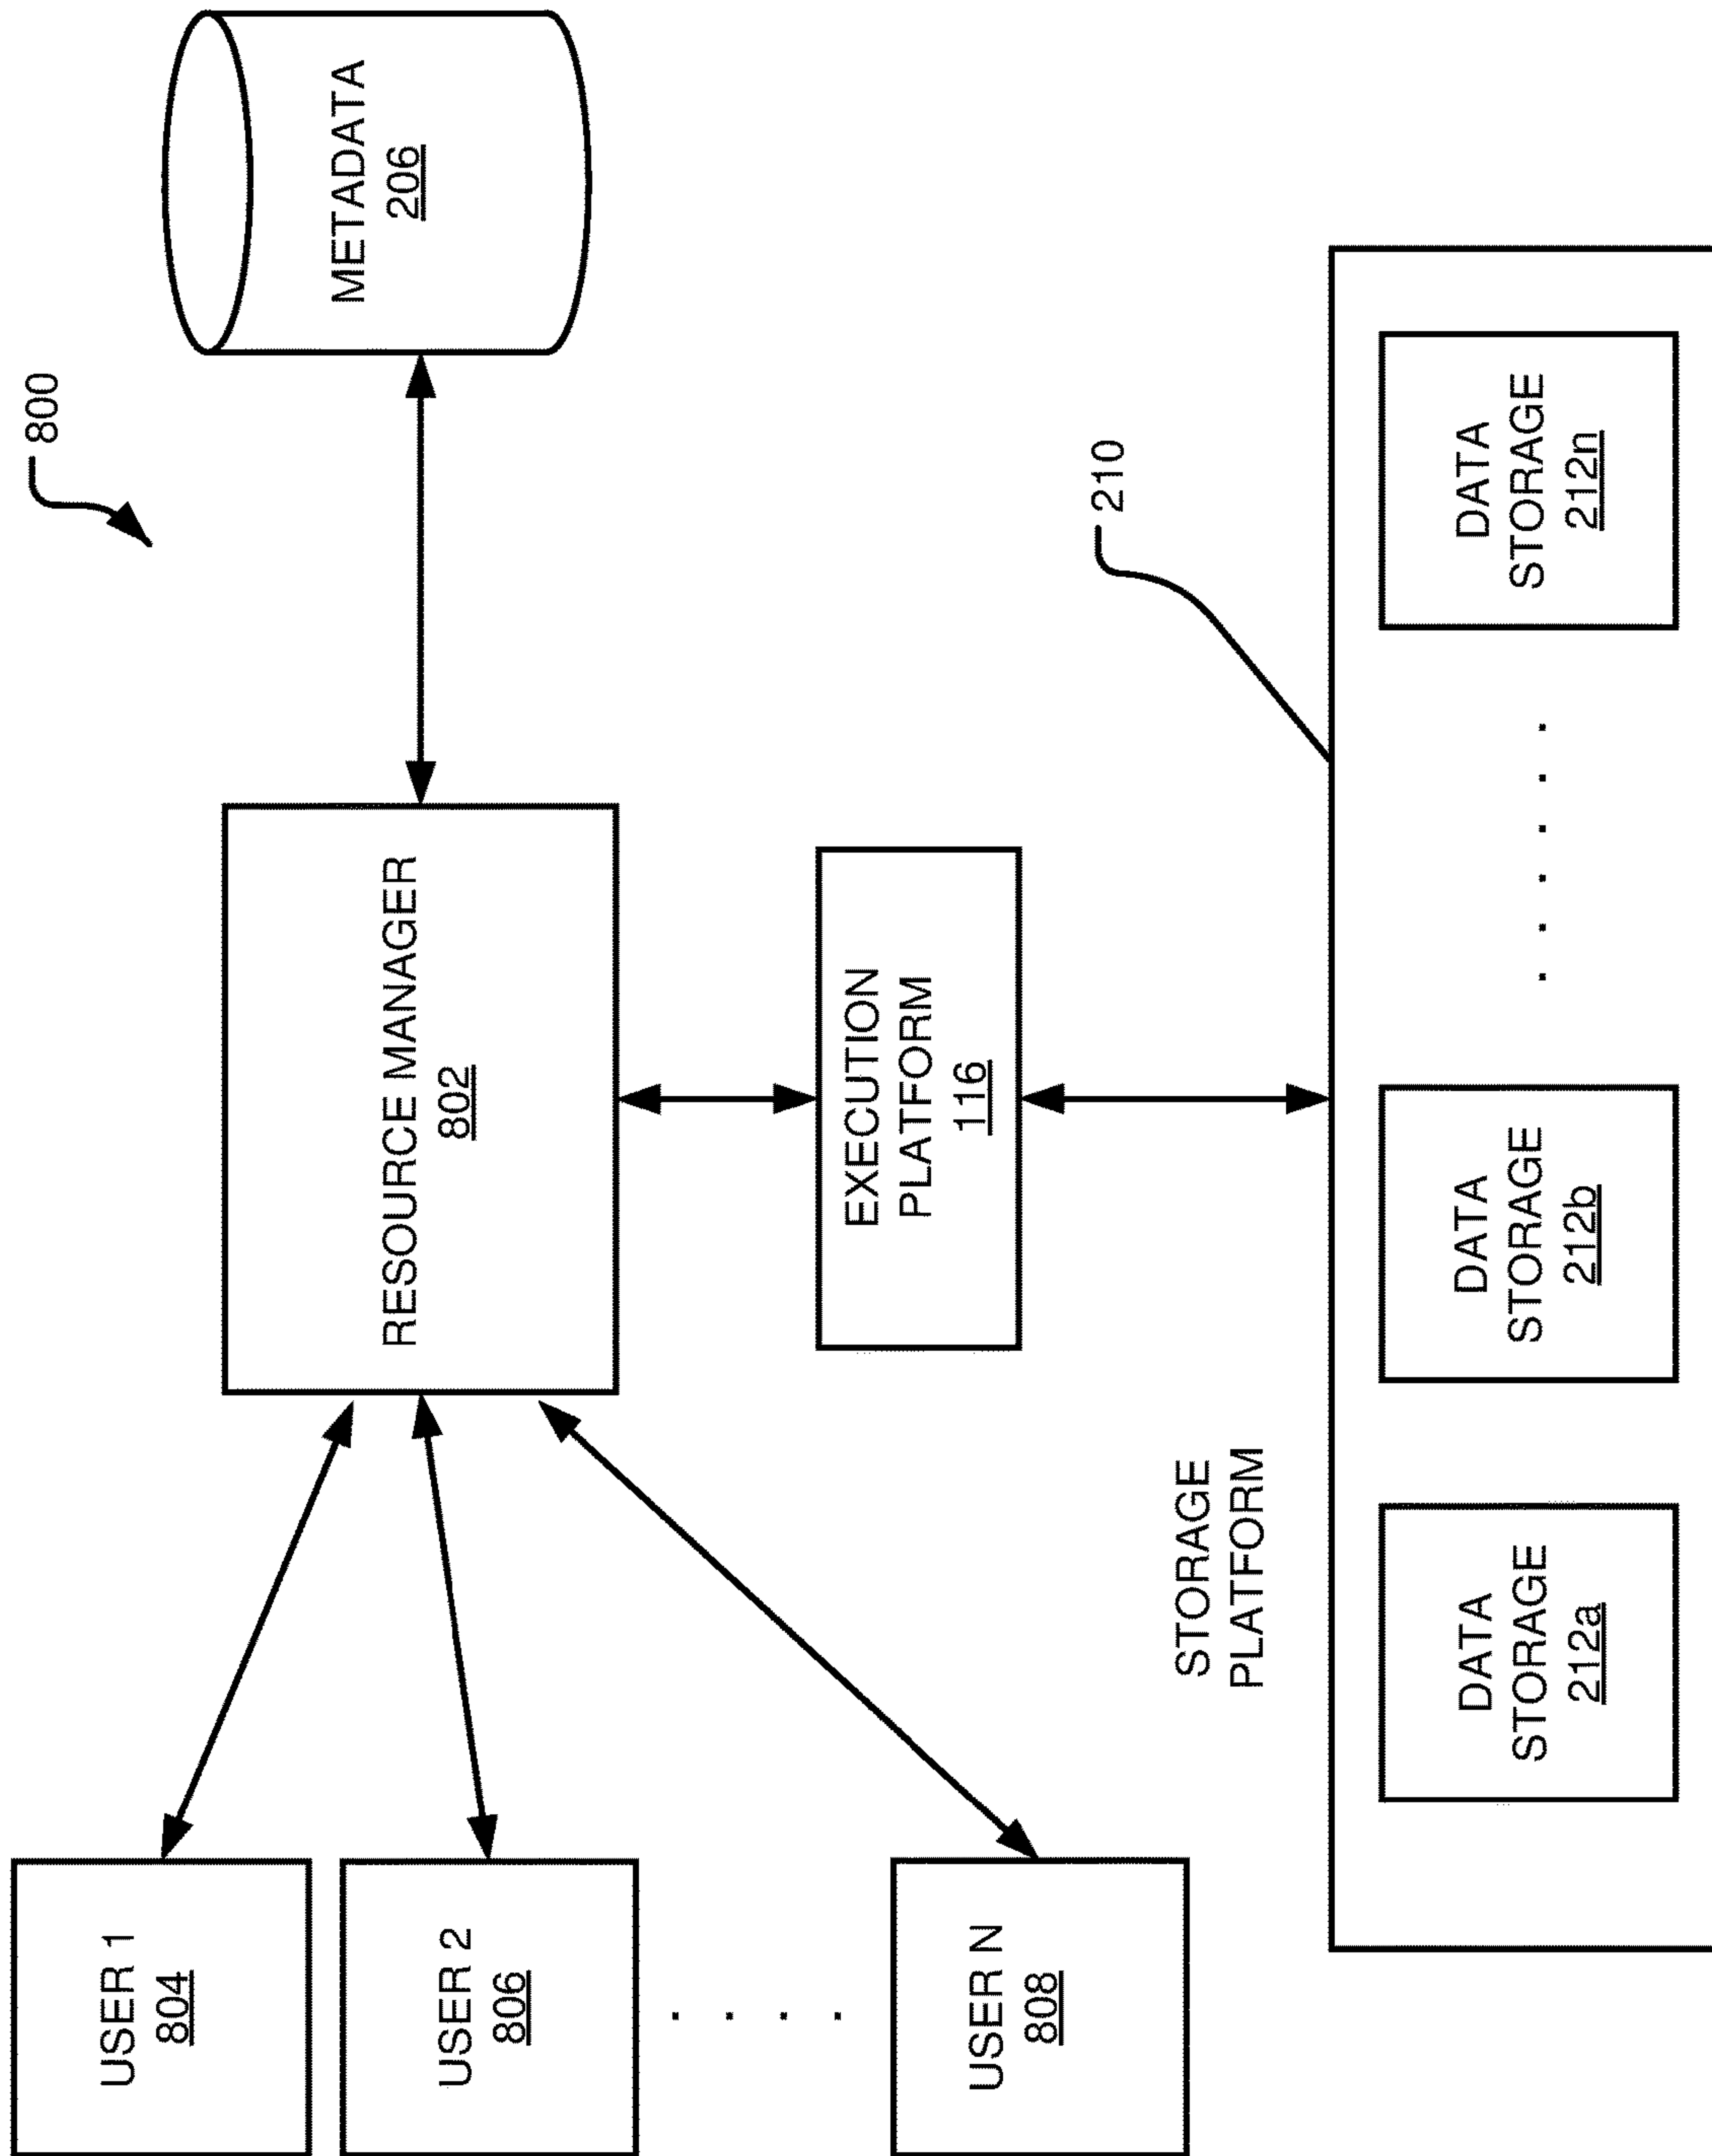 800
USER 1
804
USER 2
806
. . . .
USER N
808
RESOURCE MANAGER
802
METADATA
206
EXECUTION
PLATFORM
116
STORAGE
PLATFORM
210
DATA
STORAGE
212a
DATA
STORAGE
212b
. . . . . .
DATA
STORAGE
212n